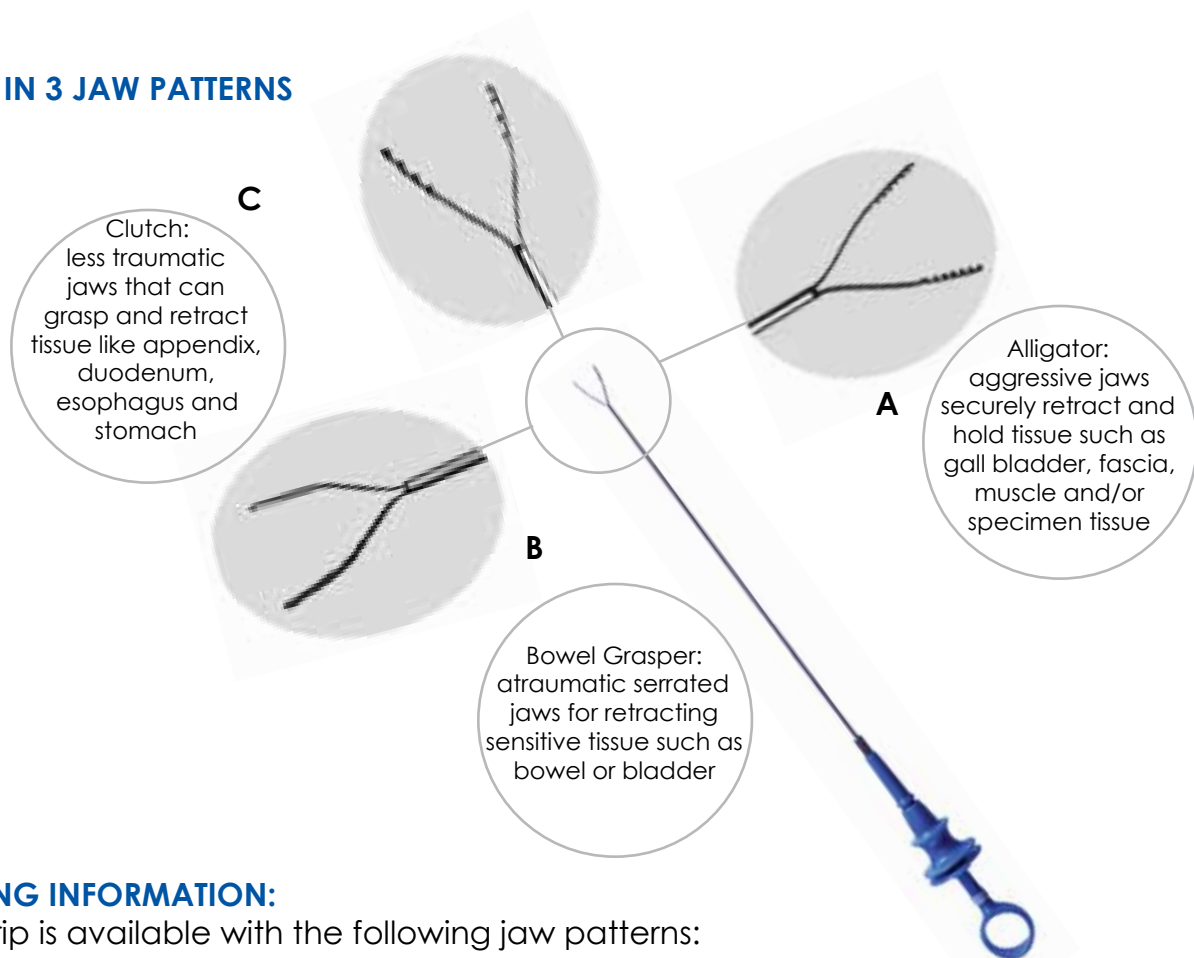 IN 3 JAW PATTERNS
C
Clutch:
less traumatic
jaws that can
grasp and retract
tissue like appendix,
duodenum,
esophagus and
stomach
A
Alligator:
aggressive jaws
securely retract and
hold tissue such as
gall bladder, fascia,
muscle and/or
specimen tissue
B
Bowel Grasper:
atraumatic serrated
jaws for retracting
sensitive tissue such as
bowel or bladder
NG INFORMATION:
rip is available with the following jaw patterns: